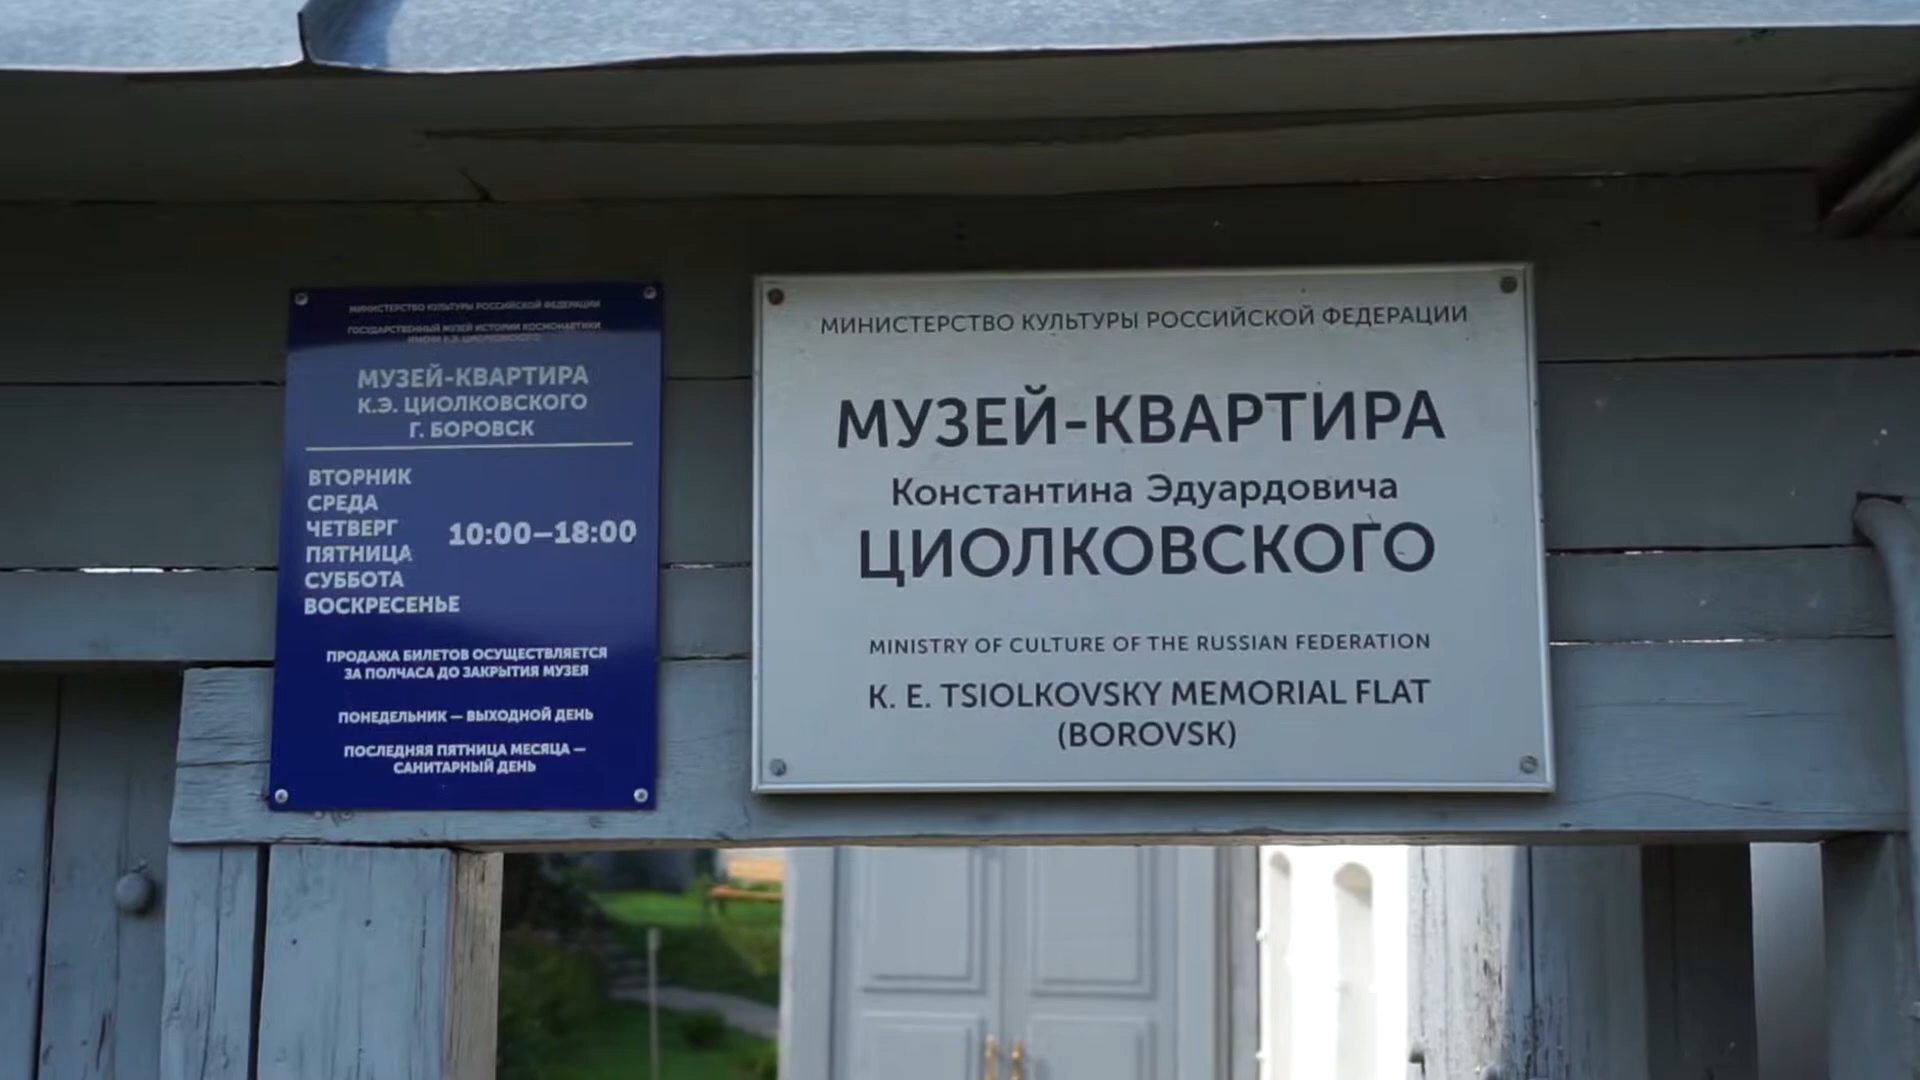 МИНИСТЕРСТВО КУЛЬТУРЫ РОССИЙСКОЙ ФЕДЕРАЦИИ
ГОСУДАРСТВЕННЫЙ МУЗЕЙ ИСТОРИИ КОСМОНАВТИКИ
ИМЕНИ К.Э. ЦИОЛКОВСКОГО
МУЗЕЙ-КВАРТИРА
К.Э. ЦИОЛКОВСКОГО
Г. БОРОВСК
ВТОРНИК
СРЕДА
ЧЕТВЕРГ
10:00–18:00
ПЯТНИЦА
СУББОТА
ВОСКРЕСЕНЬЕ
ПРОДАЖА БИЛЕТОВ ОСУЩЕСТВЛЯЕТСЯ
ЗА ПОЛЧАСА ДО ЗАКРЫТИЯ МУЗЕЯ
ПОНЕДЕЛЬНИК — ВЫХОДНОЙ ДЕНЬ
ПОСЛЕДНЯЯ ПЯТНИЦА МЕСЯЦА —
САНИТАРНЫЙ ДЕНЬ
МИНИСТЕРСТВО КУЛЬТУРЫ РОССИЙСКОЙ ФЕДЕРАЦИИ
МУЗЕЙ-КВАРТИРА
Константина Эдуардовича
ЦИОЛКОВСКОГО
MINISTRY OF CULTURE OF THE RUSSIAN FEDERATION
K. E. TSIOLKOVSKY MEMORIAL FLAT
(BOROVSK)